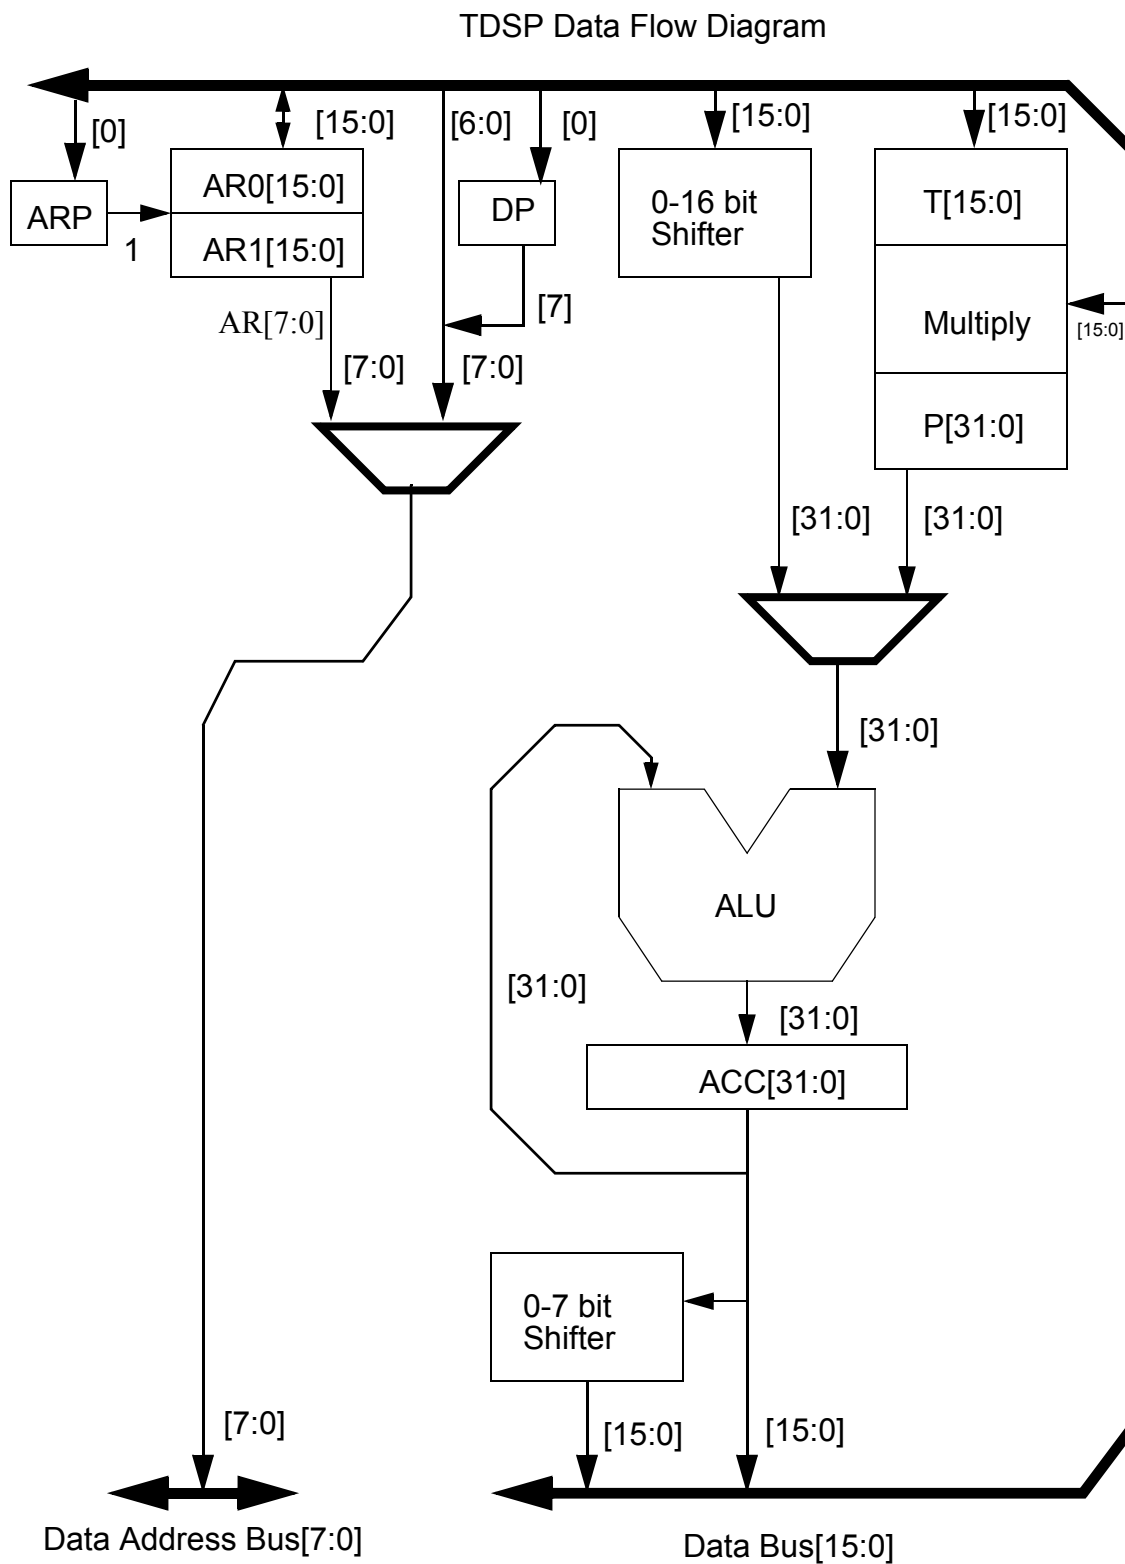 TDSP Data Flow Diagram
[0]
[15:0]
[6:0]
[0]
[15:0]
[15:0]
ARP
1
AR0[15:0]
AR1[15:0]
DP
0-16 bit
Shifter
T[15:0]
Multiply
P[31:0]
[15:0]
AR[7:0]
[7]
[7:0]
[7:0]
[31:0]
[31:0]
[31:0]
ALU
[31:0]
[31:0]
ACC[31:0]
0-7 bit
Shifter
[7:0]
[15:0]
[15:0]
Data Address Bus[7:0]
Data Bus[15:0]